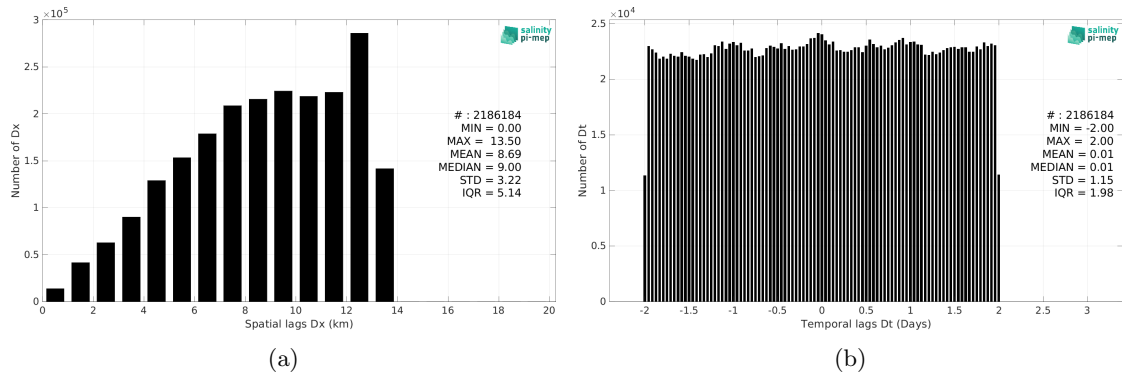 ×10⁵
3
2.5
2
1.5
1
0.5
0
0 2 4 6 8 10 12 14 16 18 20
Number of Dx
Spatial lags Dx (km)
salinity
pi-mep
# : 2186184
MIN = 0.00
MAX = 13.50
MEAN = 8.69
MEDIAN = 9.00
STD = 3.22
IQR = 5.14
(a)
×10⁴
2.5
2
1.5
1
0.5
0
-2 -1.5 -1 -0.5 0 0.5 1 1.5 2 2.5 3
Number of Dt
Temporal lags Dt (Days)
salinity
pi-mep
# : 2186184
MIN = -2.00
MAX = 2.00
MEAN = 0.01
MEDIAN = 0.01
STD = 1.15
IQR = 1.98
(b)